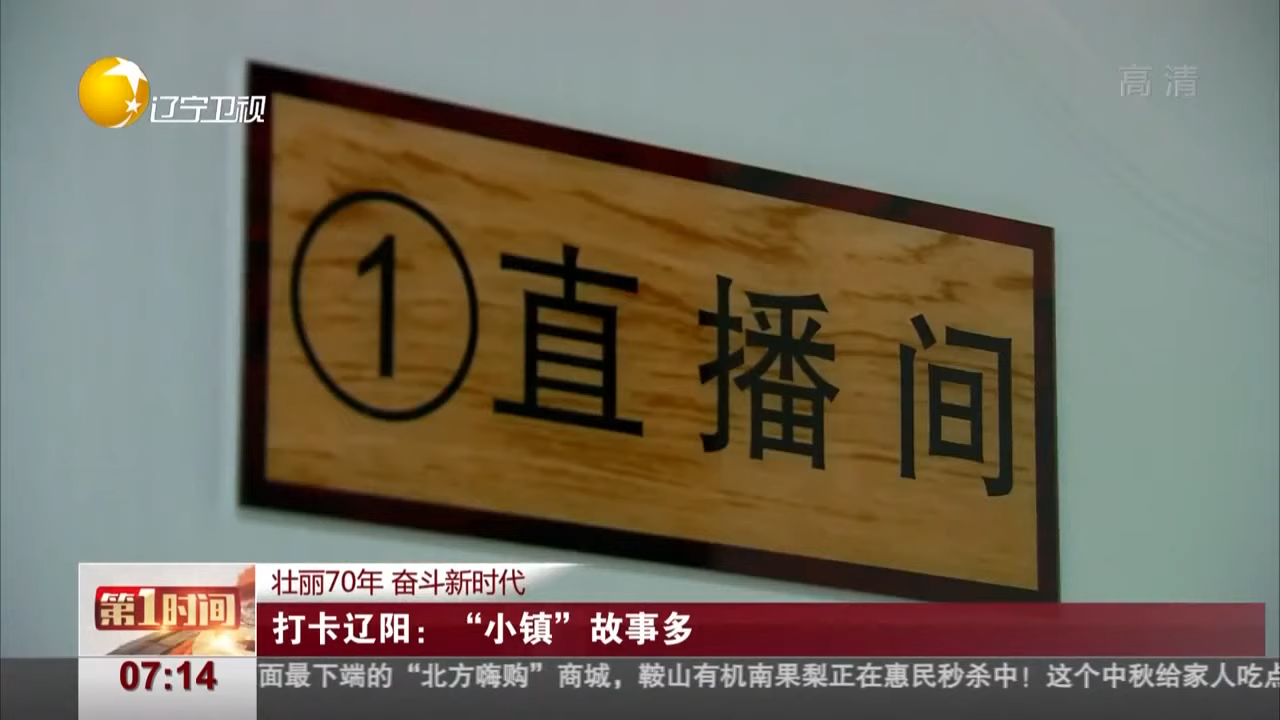 辽宁卫视
高清
①直播间
壮丽70年 奋斗新时代
第1时间
打卡辽阳：“小镇”故事多
07:14
面最下端的“北方嗨购”商城，鞍山有机南果梨正在惠民秒杀中！这个中秋给家人吃点